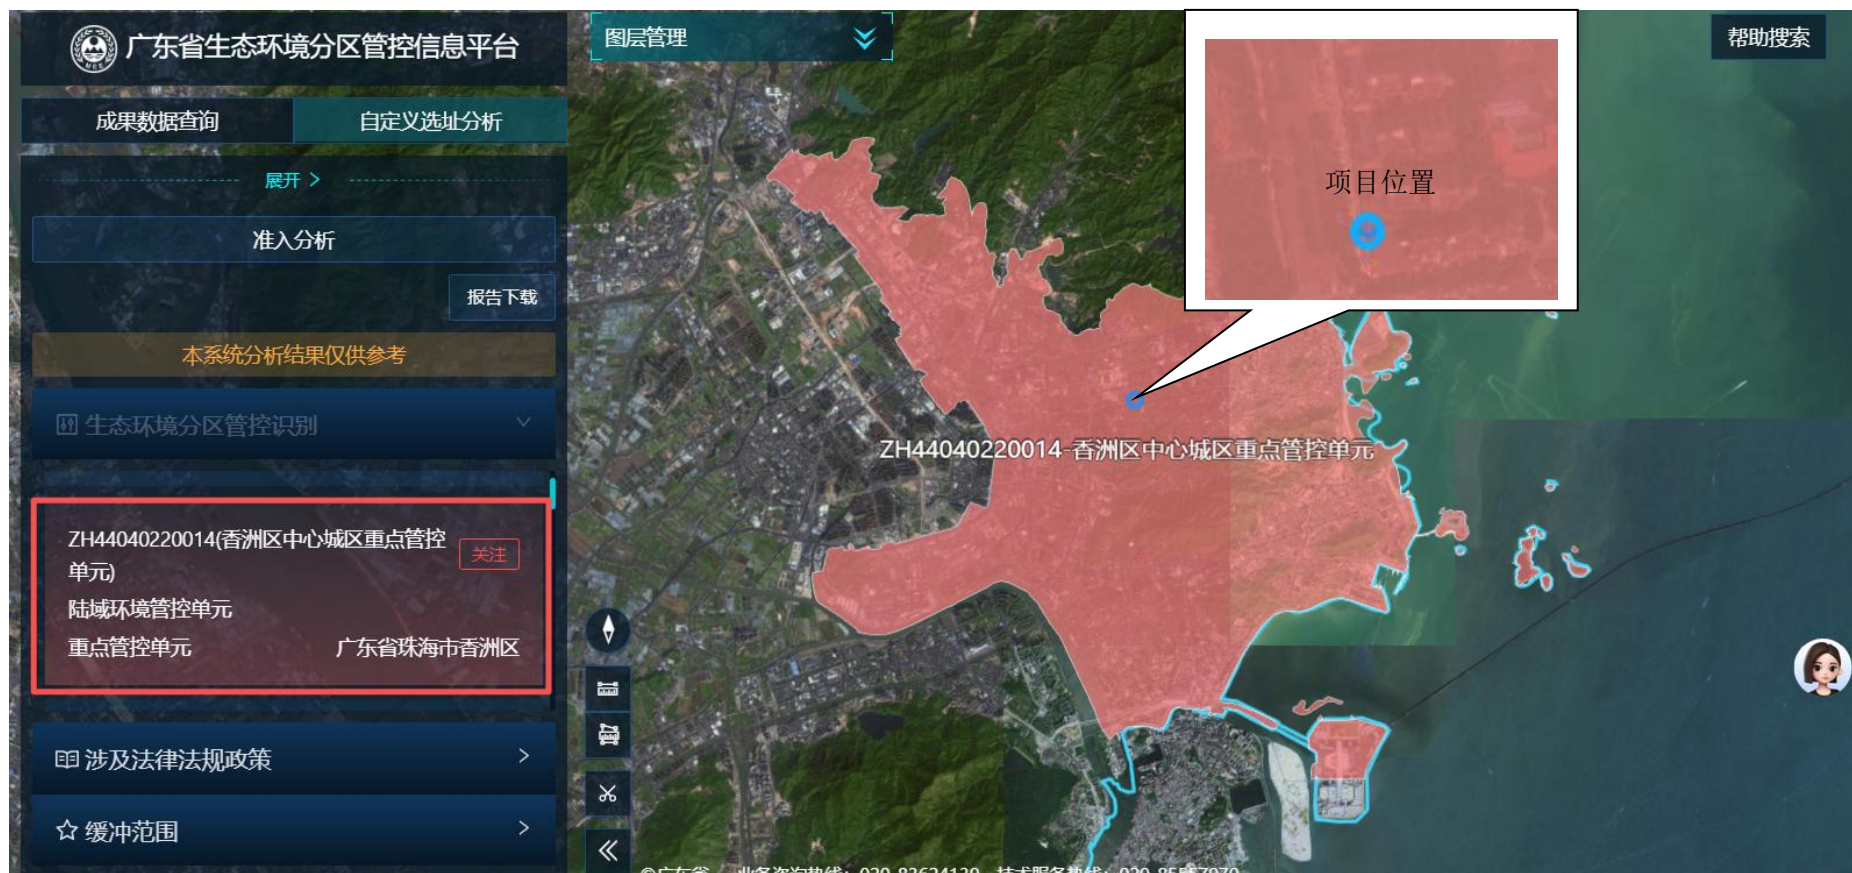 广东省生态环境分区管控信息平台
成果数据查询
自定义选址分析
展开 >
准入分析
报告下载
本系统分析结果仅供参考
生态环境分区管控识别
ZH44040220014(香洲区中心城区重点管控
单元)
关注
陆域环境管控单元
重点管控单元 广东省珠海市香洲区
涉及法律法规政策
缓冲范围
图层管理
帮助搜索
项目位置
ZH44040220014-香洲区中心城区重点管控单元